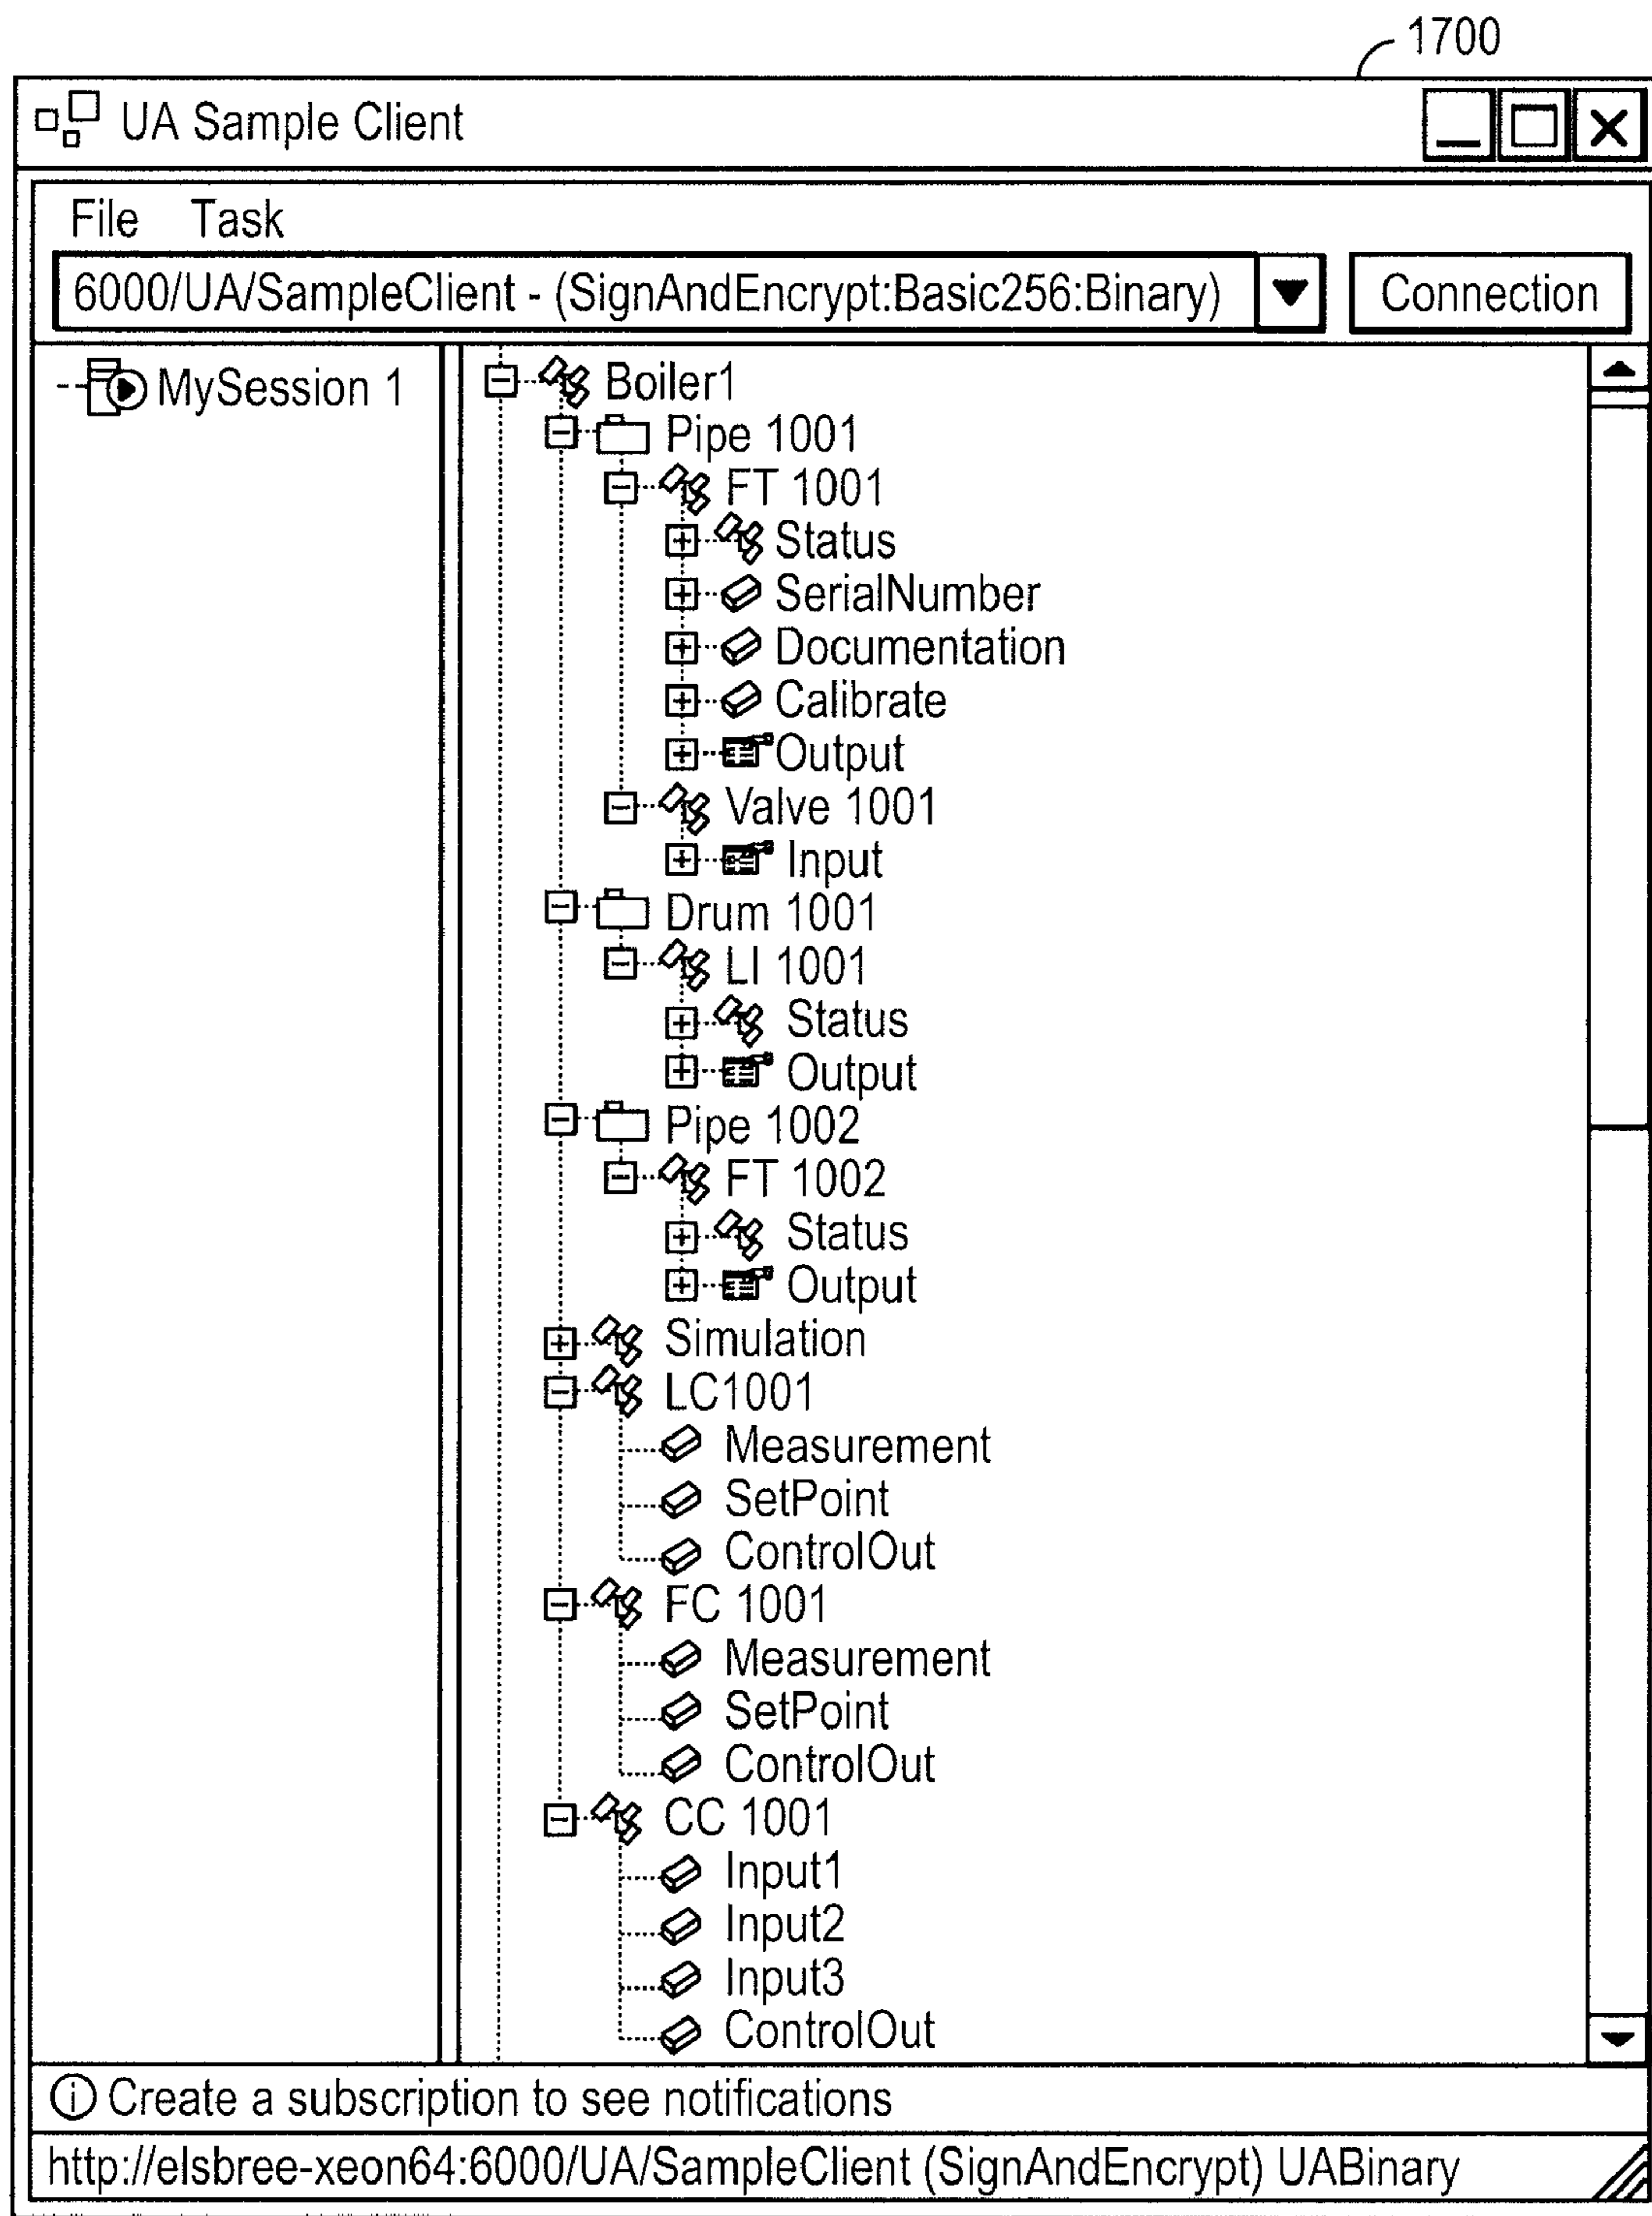 1700
UA Sample Client
File Task
6000/UA/SampleClient - (SignAndEncrypt:Basic256:Binary) Connection
MySession 1
Boiler1
Pipe 1001
FT 1001
Status
SerialNumber
Documentation
Calibrate
Output
Valve 1001
Input
Drum 1001
LI 1001
Status
Output
Pipe 1002
FT 1002
Status
Output
Simulation
LC1001
Measurement
SetPoint
ControlOut
FC 1001
Measurement
SetPoint
ControlOut
CC 1001
Input1
Input2
Input3
ControlOut
Create a subscription to see notifications
http://elsbree-xeon64:6000/UA/SampleClient (SignAndEncrypt) UABinary